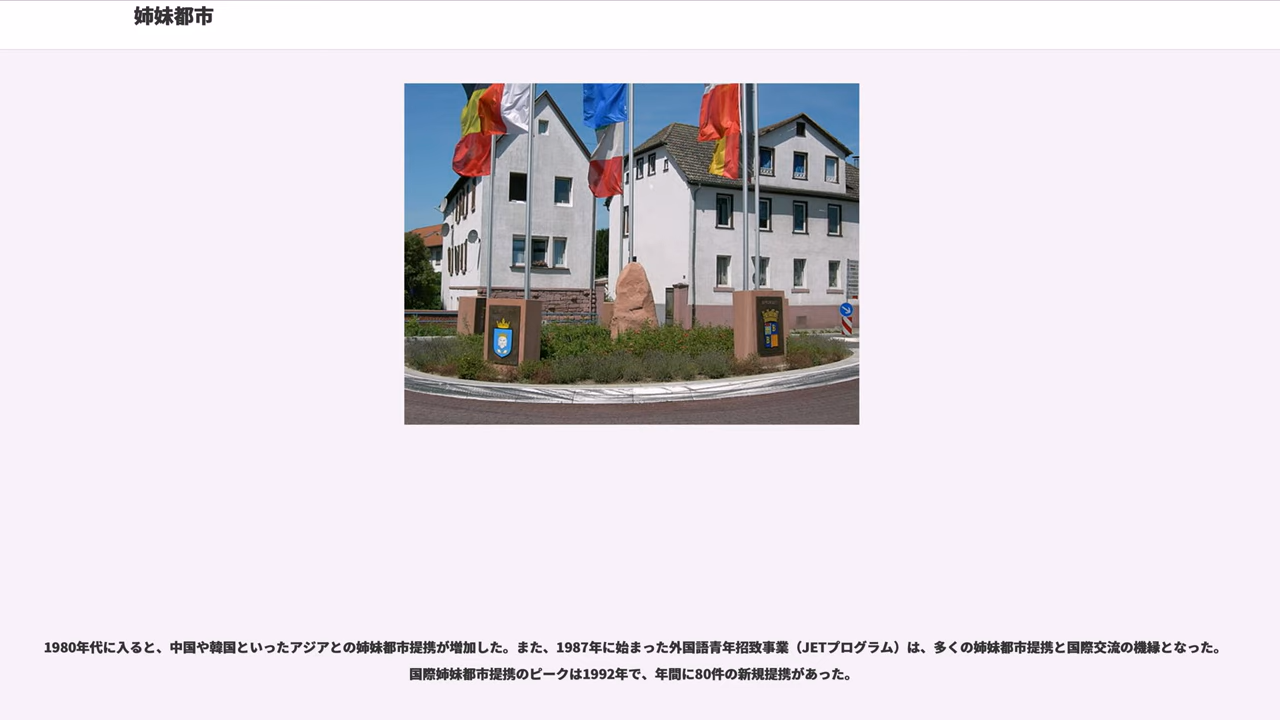 姉妹都市
1980年代に入ると、中国や韓国といったアジアとの姉妹都市提携が増加した。また、1987年に始まった外国語青年招致事業（JETプログラム）は、多くの姉妹都市提携と国際交流の機縁となった。
国際姉妹都市提携のピークは1992年で、年間に80件の新規提携があった。